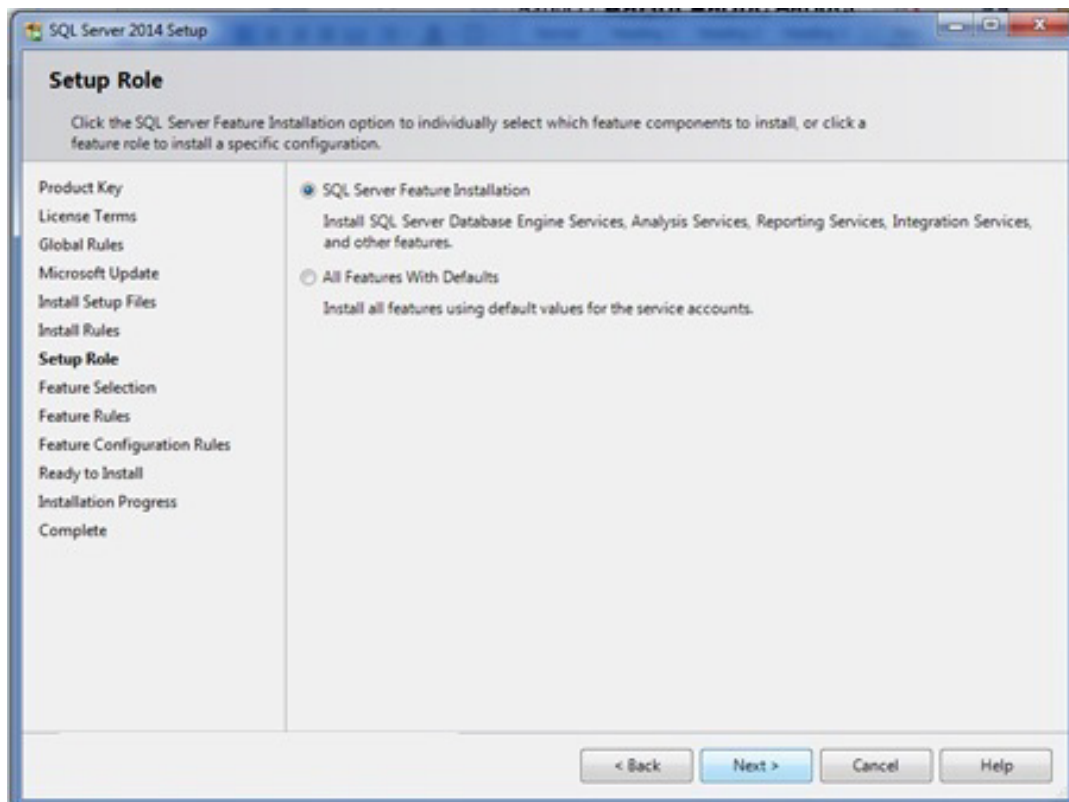 SQL Server 2014 Setup
Setup Role
Click the SQL Server Feature Installation option to individually select which feature components to install, or click a
feature role to install a specific configuration.
Product Key
License Terms
Global Rules
Microsoft Update
Install Setup Files
Install Rules
Setup Role
Feature Selection
Feature Rules
Feature Configuration Rules
Ready to Install
Installation Progress
Complete
SQL Server Feature Installation
Install SQL Server Database Engine Services, Analysis Services, Reporting Services, Integration Services,
and other features.
All Features With Defaults
Install all features using default values for the service accounts.
< Back
Next >
Cancel
Help